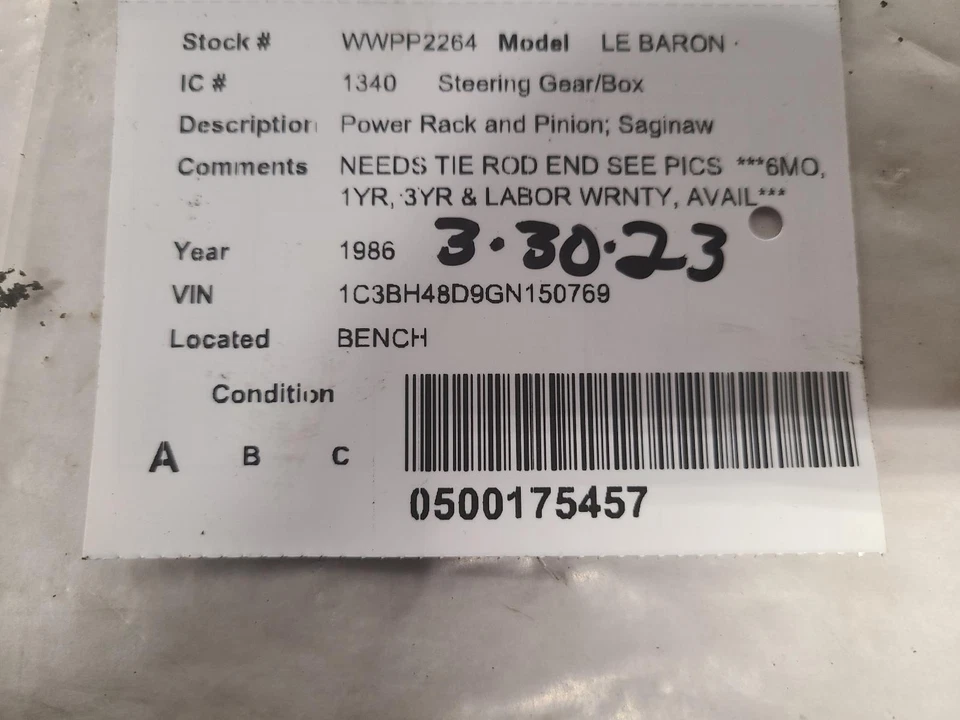 Stock # WWPP2264 Model LE BARON
IC # 1340 Steering Gear/Box
Description Power Rack and Pinion; Saginaw
Comments NEEDS TIE ROD END SEE PICS ***6MO,
1YR, 3YR & LABOR WRNTY, AVAIL***
Year 1986 3·30·23
VIN 1C3BH48D9GN150769
Located BENCH
Condition
A B C
0500175457